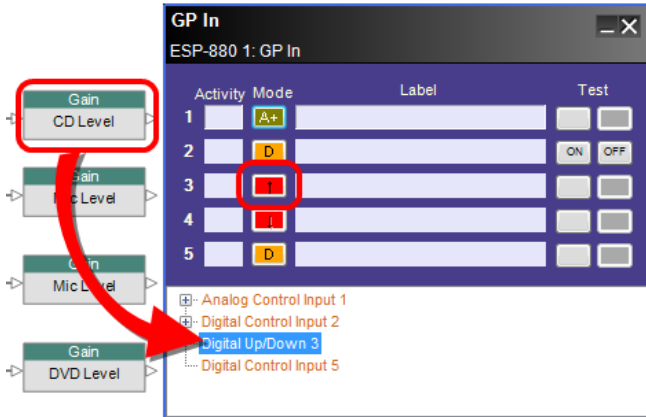 GP In
ESP-880 1: GP In
Activity Mode Label Test
1 A+
2 D ON OFF
3 ↑
4 ↓
5 D
Analog Control Input 1
Digital Control Input 2
Digital Up/Down 3
Digital Control Input 5
Gain
CD Level
Gain
Level
Gain
Mic Level
Gain
DVD Level